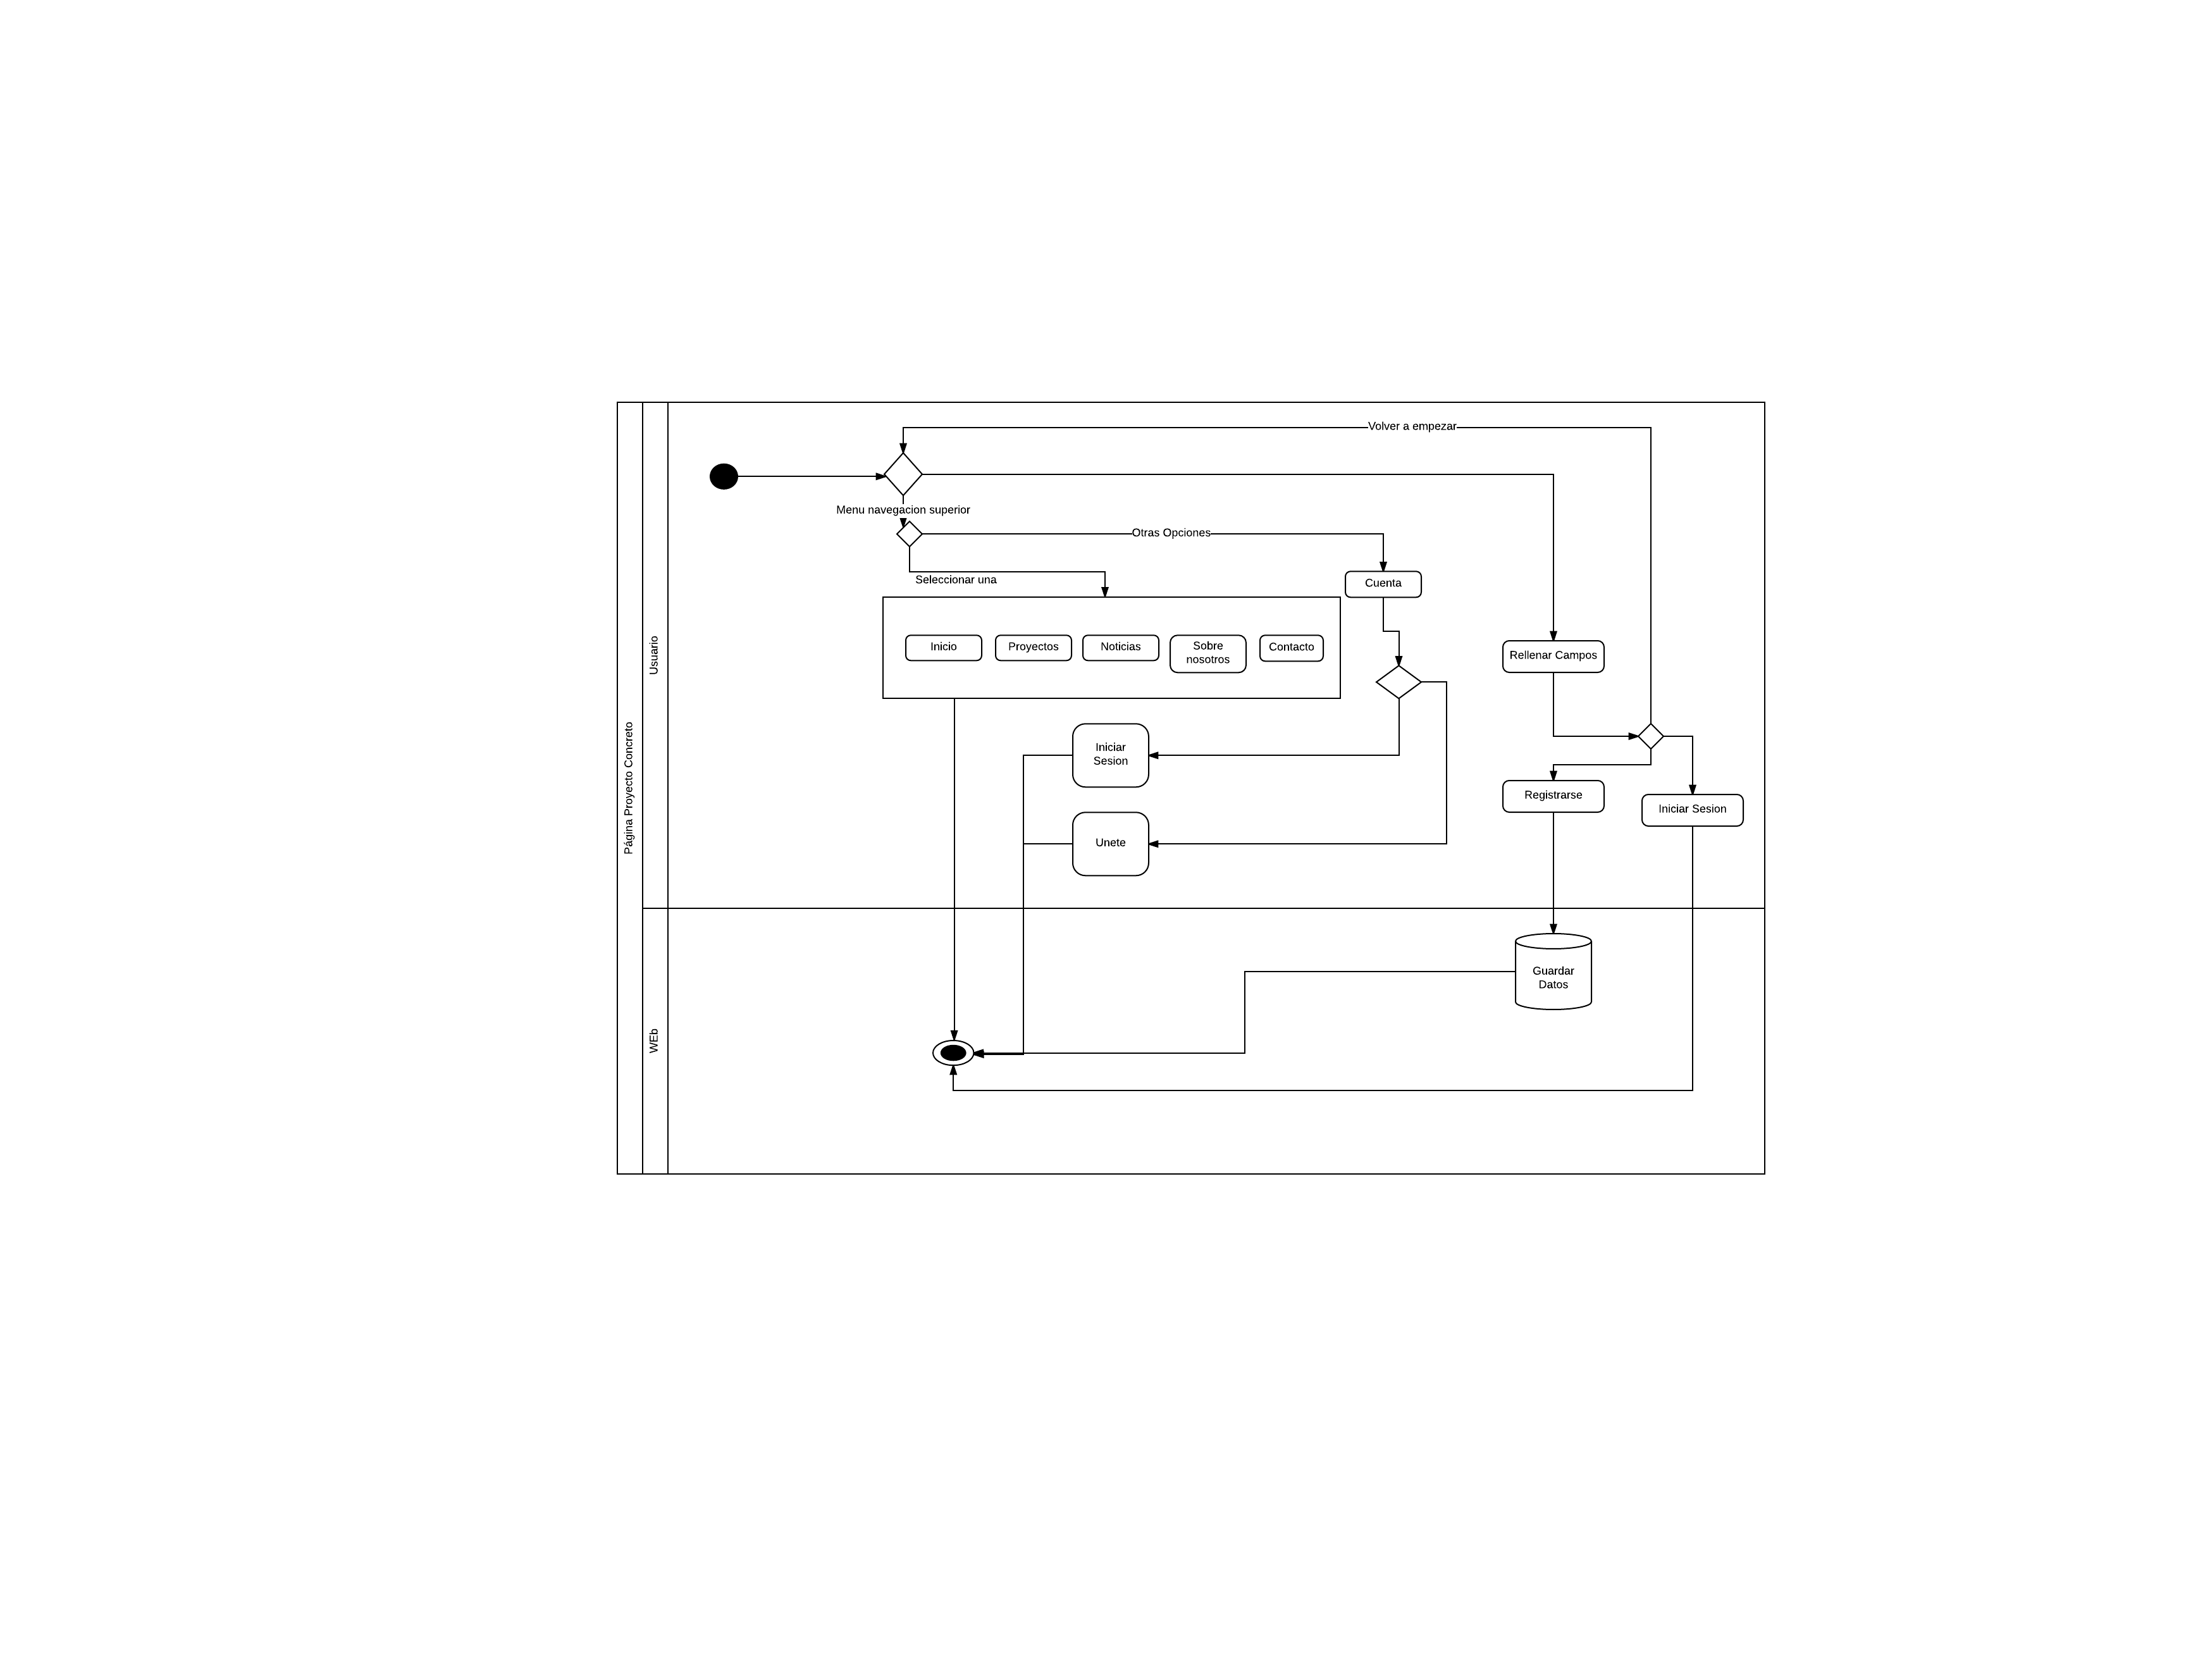 Página Proyecto Concreto
Usuario
WEb
Volver a empezar
Menu navegacion superior
Otras Opciones
Seleccionar una
Cuenta
Inicio
Proyectos
Noticias
Sobre
nosotros
Contacto
Rellenar Campos
Iniciar
Sesion
Registrarse
Iniciar Sesion
Unete
Guardar
Datos